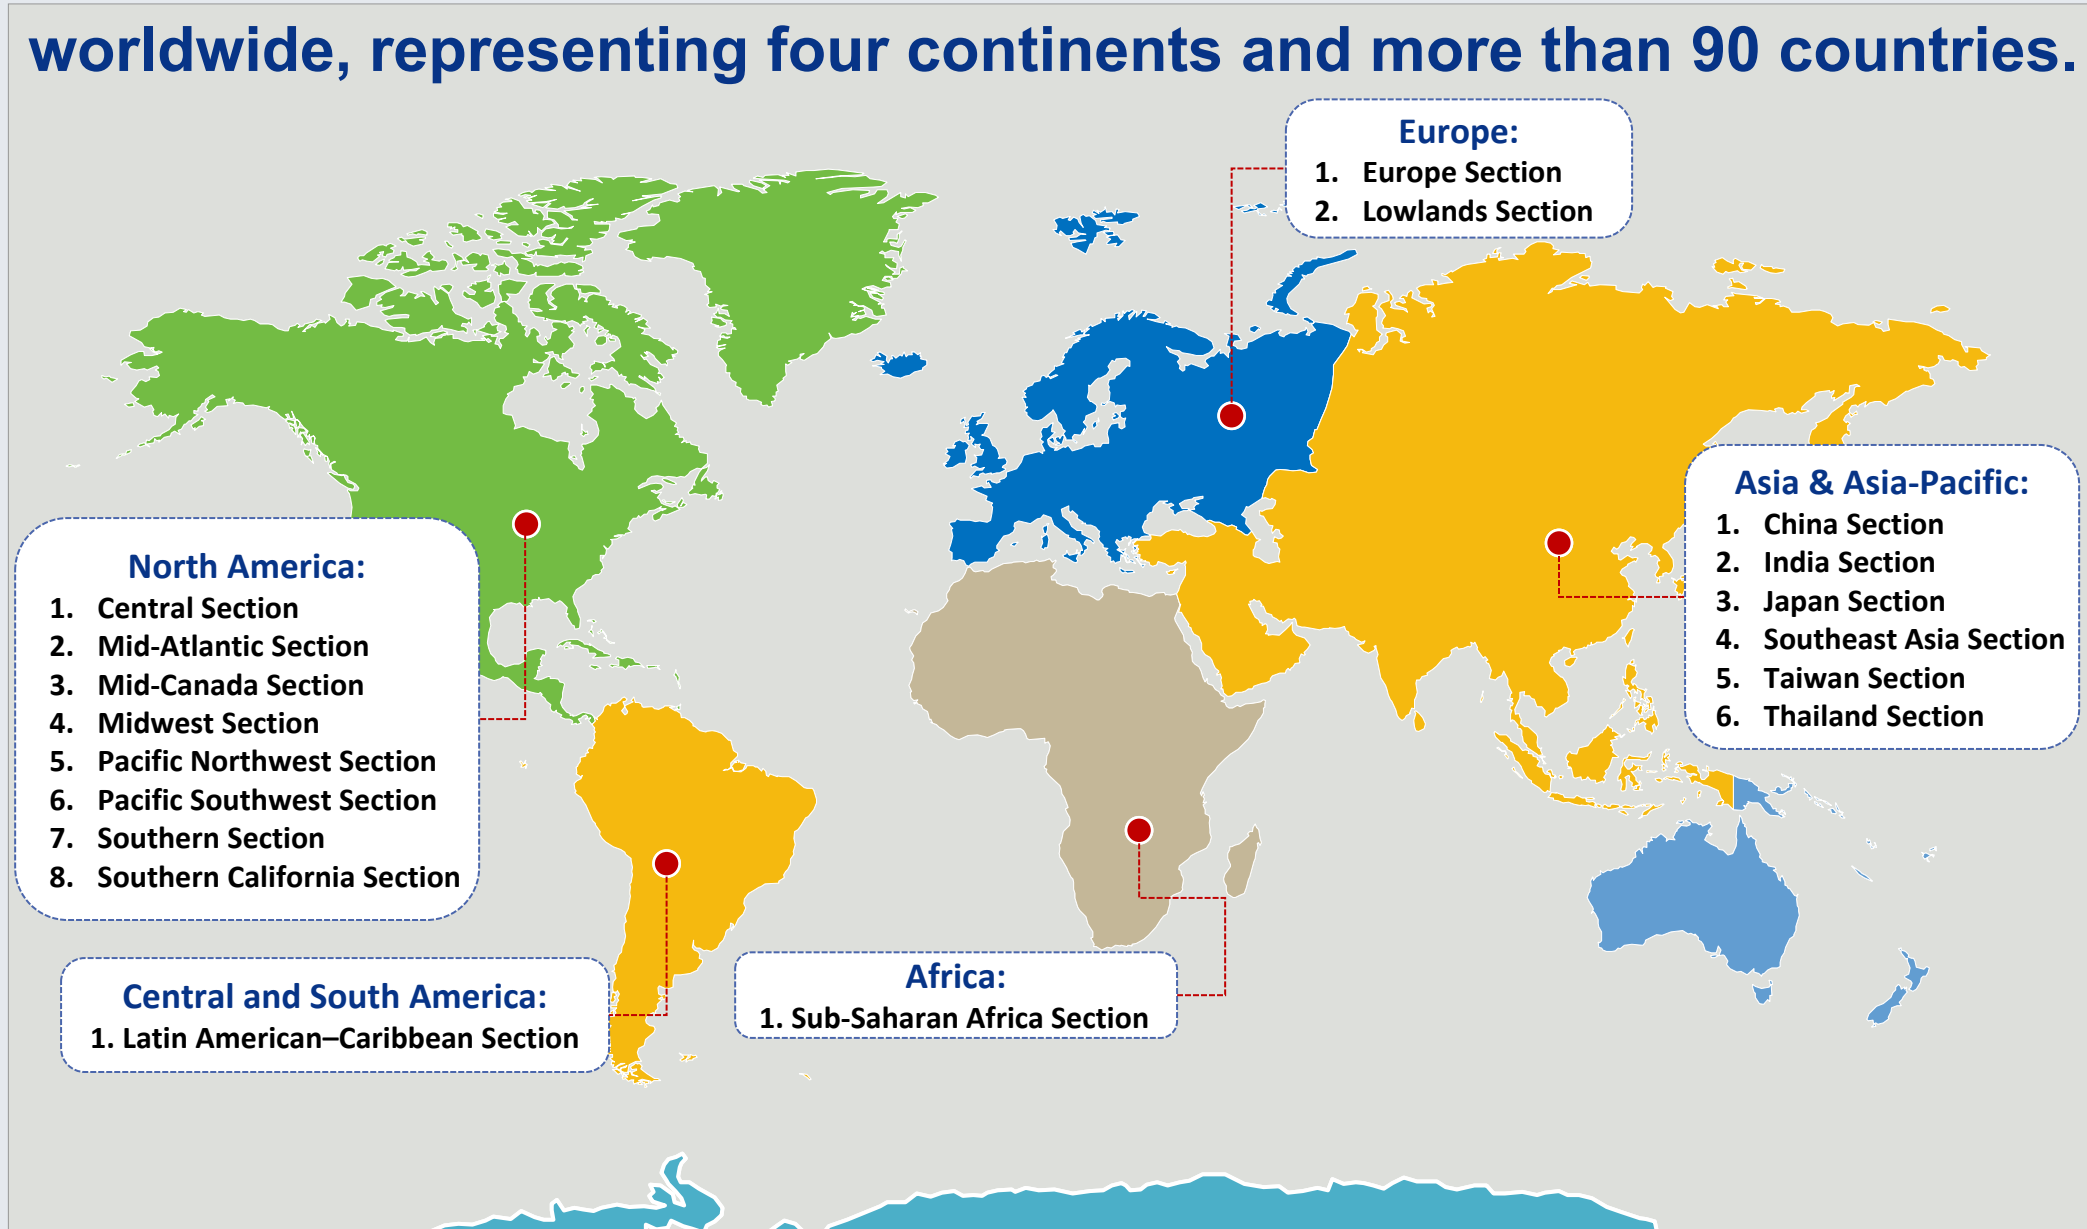 worldwide, representing four continents and more than 90 countries.
Europe:
1. Europe Section
2. Lowlands Section
Asia & Asia-Pacific:
1. China Section
2. India Section
3. Japan Section
4. Southeast Asia Section
5. Taiwan Section
6. Thailand Section
North America:
1. Central Section
2. Mid-Atlantic Section
3. Mid-Canada Section
4. Midwest Section
5. Pacific Northwest Section
6. Pacific Southwest Section
7. Southern Section
8. Southern California Section
Central and South America:
1. Latin American–Caribbean Section
Africa:
1. Sub-Saharan Africa Section